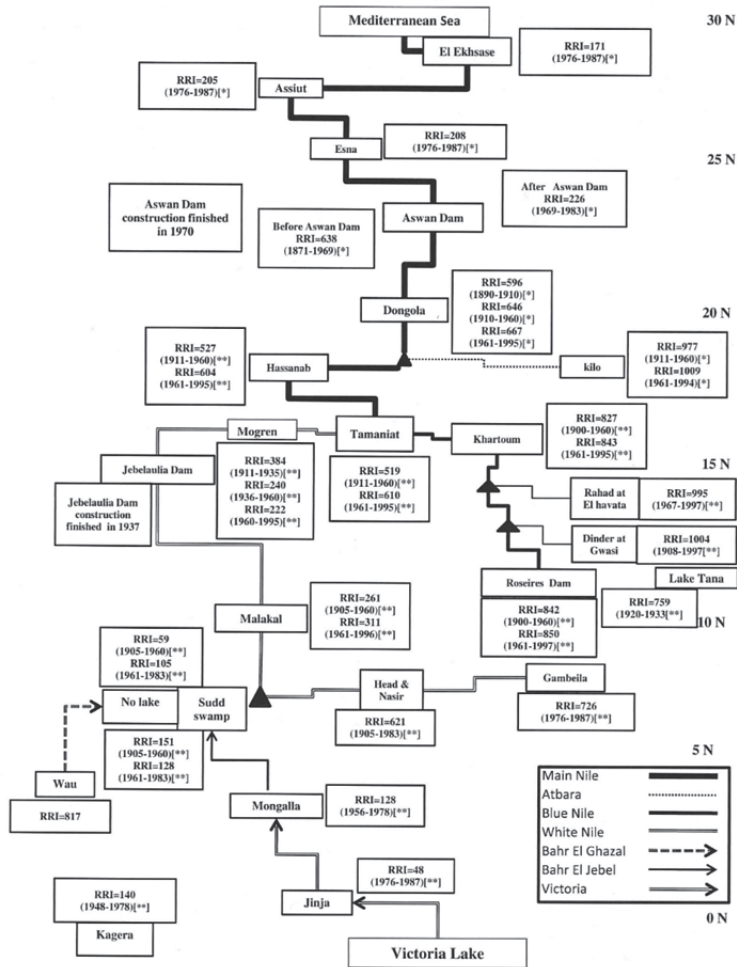 Mediterranean Sea
30 N
El Ekhsase
RRI=171
(1976-1987)[*]
RRI=205
(1976-1987)[*]
Assiut
Esna
RRI=208
(1976-1987)[*]
25 N
Aswan Dam
construction finished
in 1970
Before Aswan Dam
RRI=638
(1871-1969)[*]
Aswan Dam
After Aswan Dam
RRI=226
(1969-1983)[*]
Dongola
RRI=596
(1890-1910)[*]
RRI=646
(1910-1960)[*]
RRI=667
(1961-1995)[*]
20 N
RRI=527
(1911-1960)[**]
RRI=604
(1961-1995)[**]
Hassanab
kilo
RRI=977
(1911-1960)[*]
RRI=1009
(1961-1994)[*]
Mogren
Tamaniat
Khartoum
RRI=827
(1900-1960)[**]
RRI=843
(1961-1995)[**]
Jebelaulia Dam
RRI=384
(1911-1935)[**]
RRI=240
(1936-1960)[**]
RRI=222
(1960-1995)[**]
RRI=519
(1911-1960)[**]
RRI=610
(1961-1995)[**]
15 N
Jebelaulia Dam
construction
finished in 1937
Rahad at
El havata
RRI=995
(1967-1997)[**]
Dinder at
Gwasi
RRI=1004
(1908-1997)[**]
Roseires Dam
Lake Tana
Malakal
RRI=261
(1905-1960)[**]
RRI=311
(1961-1996)[**]
RRI=842
(1900-1960)[**]
RRI=850
(1961-1997)[**]
RRI=759
(1920-1933[**]
10 N
RRI=59
(1905-1960)[**]
RRI=105
(1961-1983)[**]
No lake
Sudd
swamp
Head &
Nasir
Gambeila
RRI=621
(1905-1983)[**]
RRI=726
(1976-1987)[**]
RRI=151
(1905-1960)[**]
RRI=128
(1961-1983)[**]
5 N
Wau
RRI=817
Mongalla
RRI=128
(1956-1978)[**]
Main Nile
Atbara
Blue Nile
White Nile
Bahr El Ghazal
Bahr El Jebel
Victoria
RRI=48
(1976-1987)[**]
Jinja
RRI=140
(1948-1978)[**]
Kagera
0 N
Victoria Lake